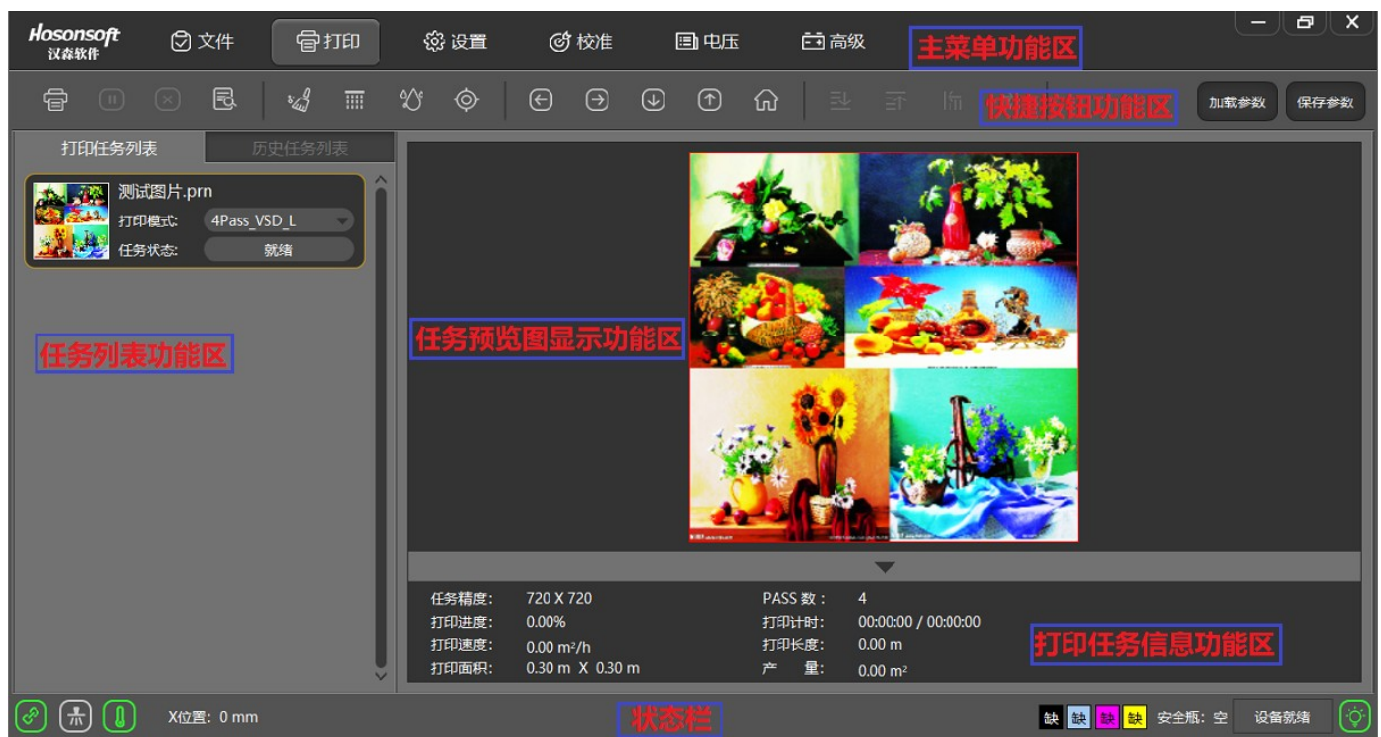 Hosonsoft
汉森软件
文件
打印
设置
校准
电压
高级
主菜单功能区
快捷按钮功能区
加载参数
保存参数
打印任务列表
历史任务列表
测试图片.prn
打印模式:
4Pass_VSD_L
任务状态:
就绪
任务列表功能区
任务预览图显示功能区
任务精度: 720 X 720
PASS 数 : 4
打印进度: 0.00%
打印计时: 00:00:00 / 00:00:00
打印速度: 0.00 m²/h
打印长度: 0.00 m
打印面积: 0.30 m X 0.30 m
产 量: 0.00 m²
打印任务信息功能区
X位置: 0 mm
状态栏
缺 缺 缺 缺
安全瓶: 空
设备就绪